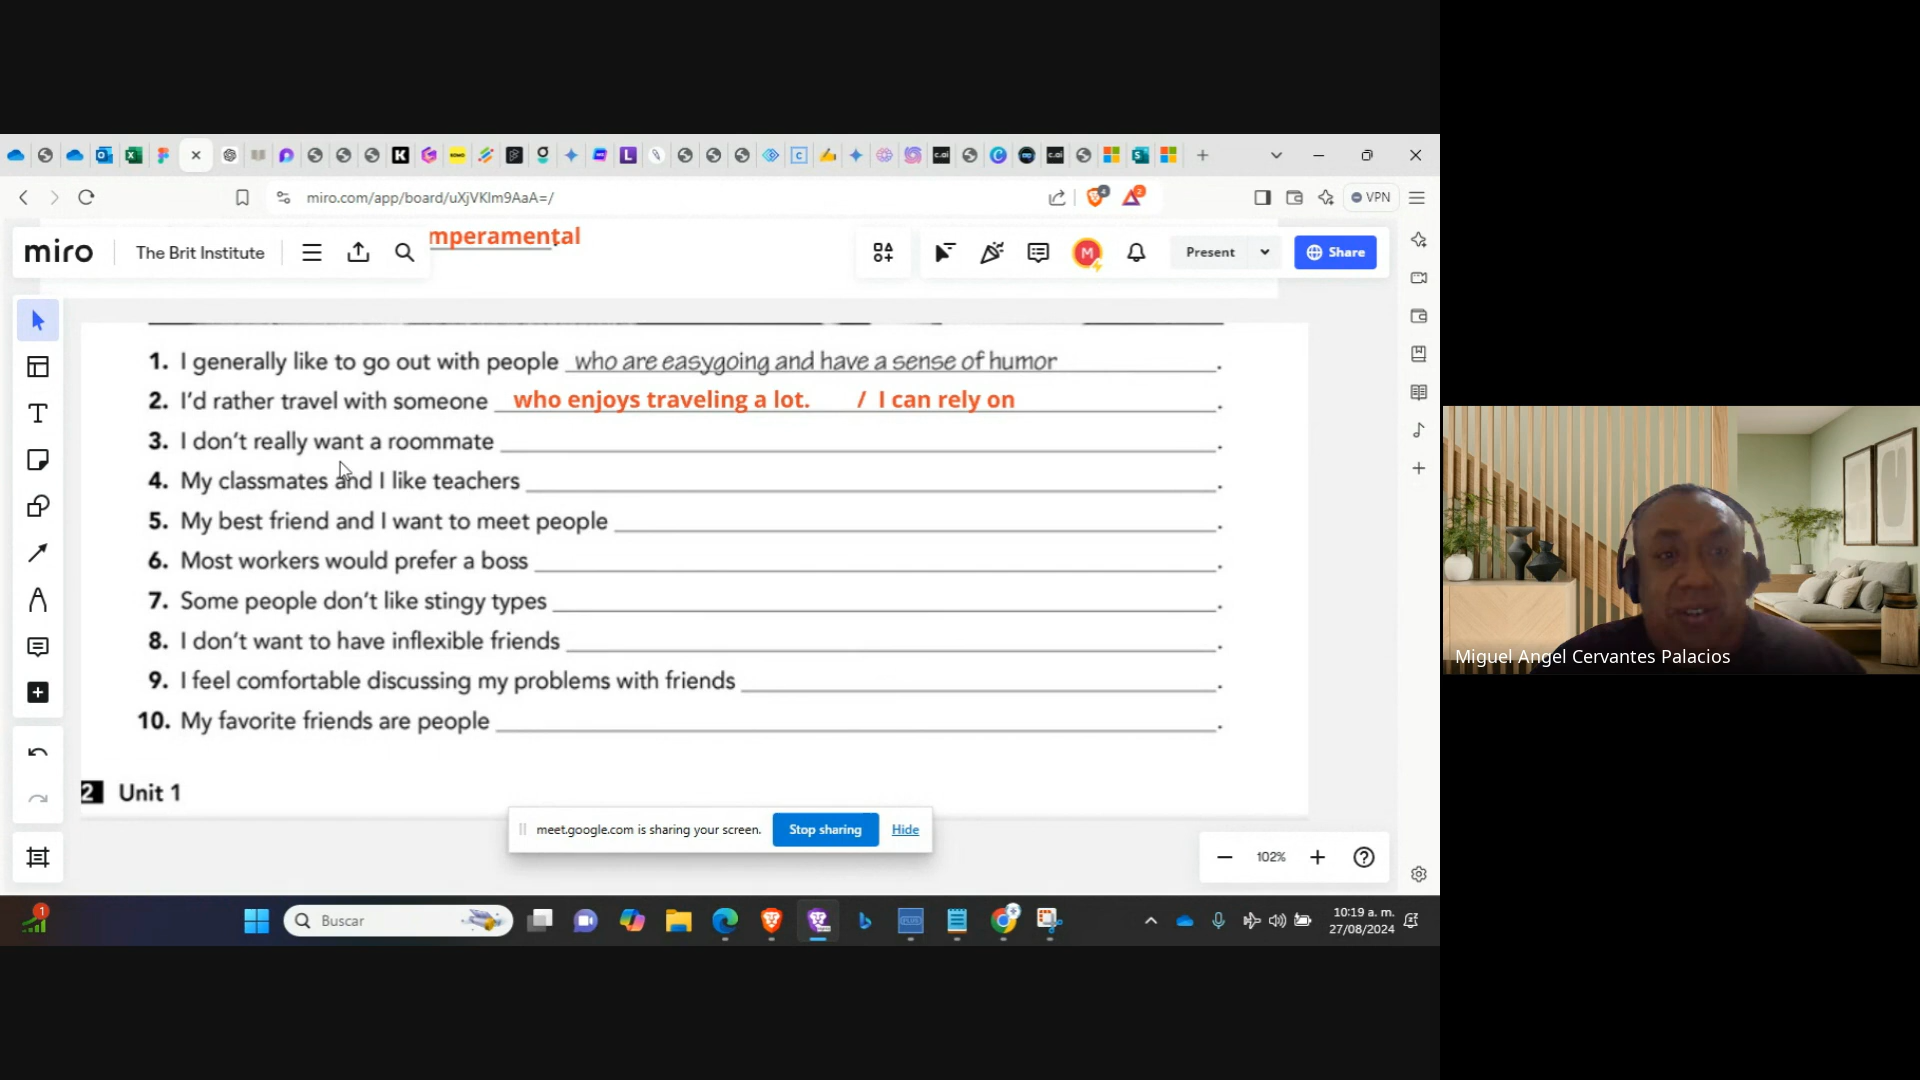 miro.com/app/board/uXjVKlm9AaA=/
VPN
mperamental
miro
The Brit Institute
M
Present
Share
1. I generally like to go out with people who are easygoing and have a sense of humor.
2. I'd rather travel with someone who enjoys traveling a lot. / I can rely on.
3. I don't really want a roommate.
4. My classmates and I like teachers.
5. My best friend and I want to meet people.
6. Most workers would prefer a boss.
7. Some people don't like stingy types.
8. I don't want to have inflexible friends.
9. I feel comfortable discussing my problems with friends.
10. My favorite friends are people.
2 Unit 1
meet.google.com is sharing your screen.
Stop sharing
Hide
102%
Miguel Angel Cervantes Palacios
1
Buscar
10:19 a. m.
27/08/2024